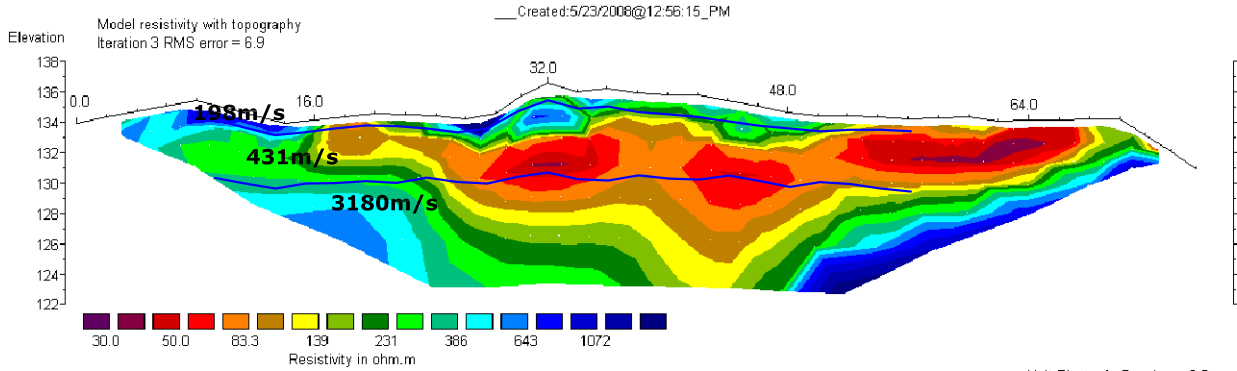 ___Created:5/23/2008@12:56:15_PM
Model resistivity with topography
Iteration 3 RMS error = 6.9
Elevation
138
136
134
132
130
128
126
124
122
0.0
16.0
32.0
48.0
64.0
198m/s
431m/s
3180m/s
30.0 50.0 83.3 139 231 386 643 1072
Resistivity in ohm.m